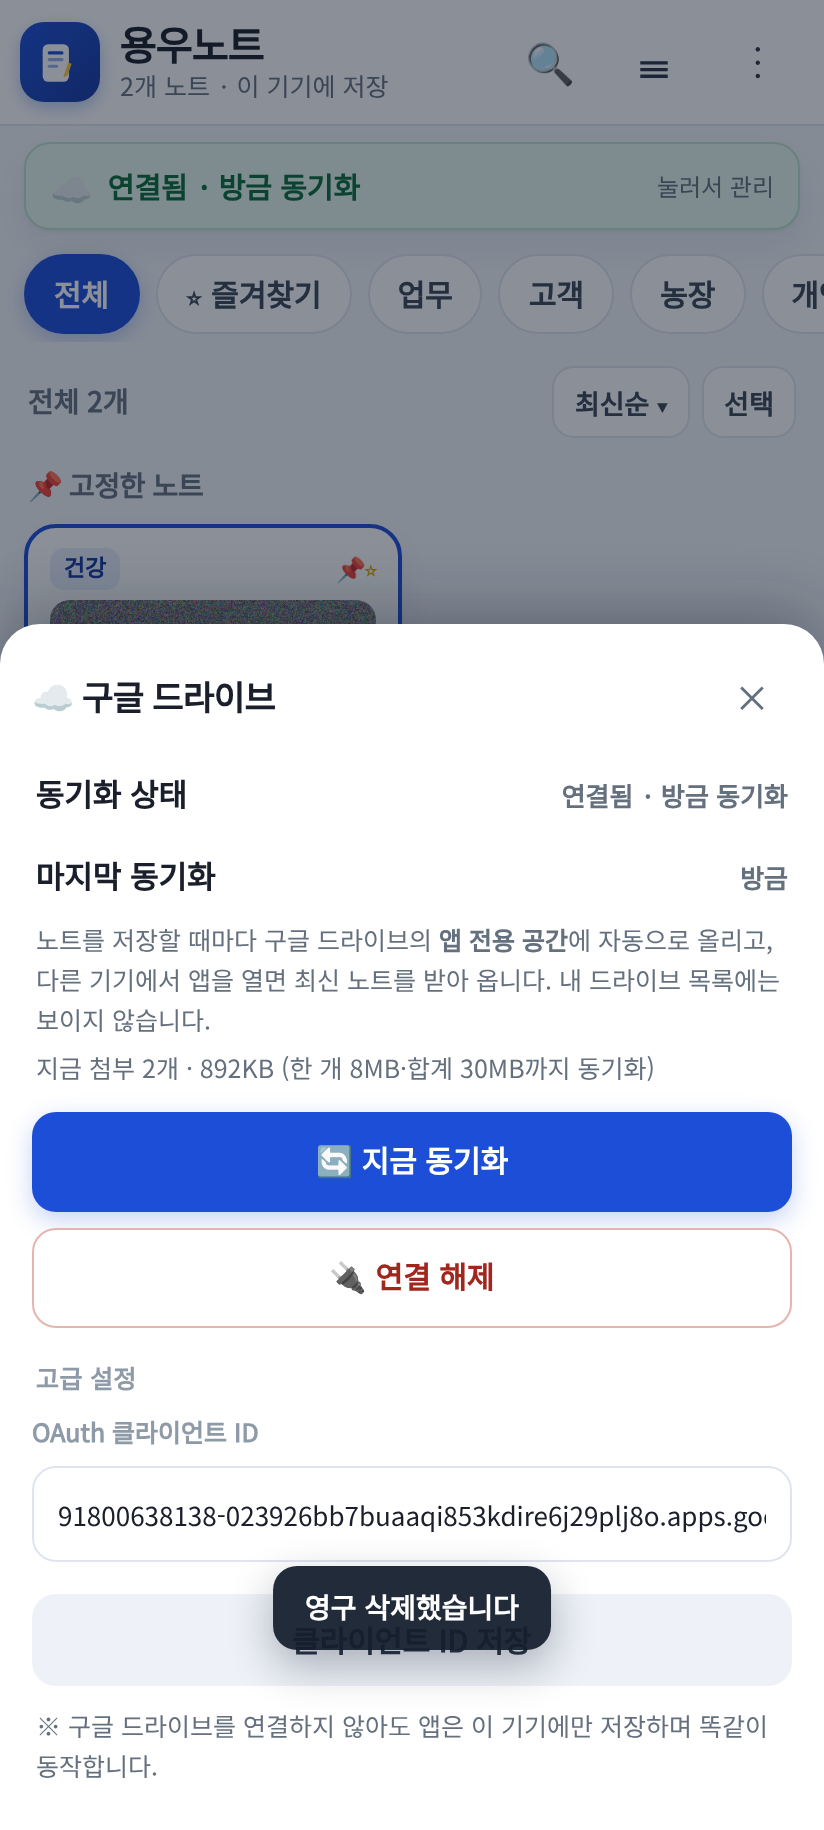 용우노트
2개 노트 · 이 기기에 저장
연결됨 · 방금 동기화
눌러서 관리
전체
☆ 즐겨찾기
업무
고객
농장
전체 2개
최신순 ▾
선택
📌 고정한 노트
건강
☁️ 구글 드라이브
동기화 상태
연결됨 · 방금 동기화
마지막 동기화
방금
노트를 저장할 때마다 구글 드라이브의 앱 전용 공간에 자동으로 올리고,
다른 기기에서 앱을 열면 최신 노트를 받아 옵니다. 내 드라이브 목록에는
보이지 않습니다.
지금 첨부 2개 · 892KB (한 개 8MB·합계 30MB까지 동기화)
🔄 지금 동기화
🔌 연결 해제
고급 설정
OAuth 클라이언트 ID
91800638138-023926bb7buaaqi853kdire6j29plj8o.apps.goo
영구 삭제했습니다
클라이언트 ID 저장
※ 구글 드라이브를 연결하지 않아도 앱은 이 기기에만 저장하며 똑같이
동작합니다.